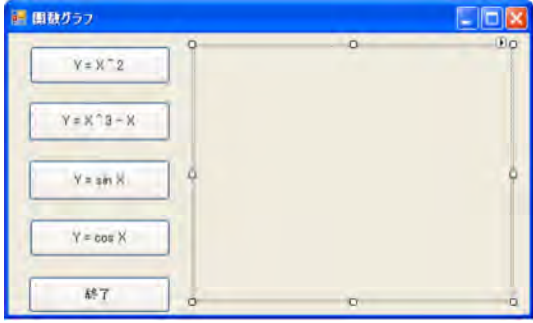 関数グラフ
Y = X^2
Y = X^3 - X
Y = sin X
Y = cos X
終了